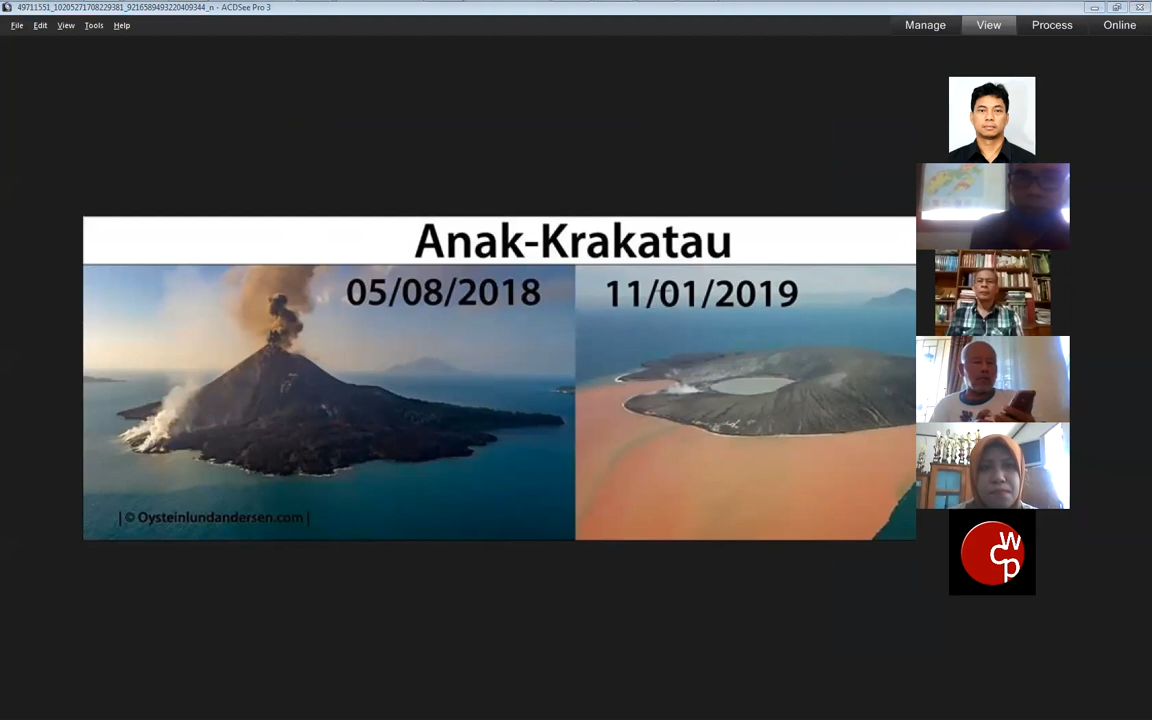 49711551_10205271708229381_9216589493220409344_n - ACDSee Pro 3
File Edit View Tools Help
Manage View Process Online
Anak-Krakatau
05/08/2018
11/01/2019
| © Oysteinlundandersen.com |
wcp